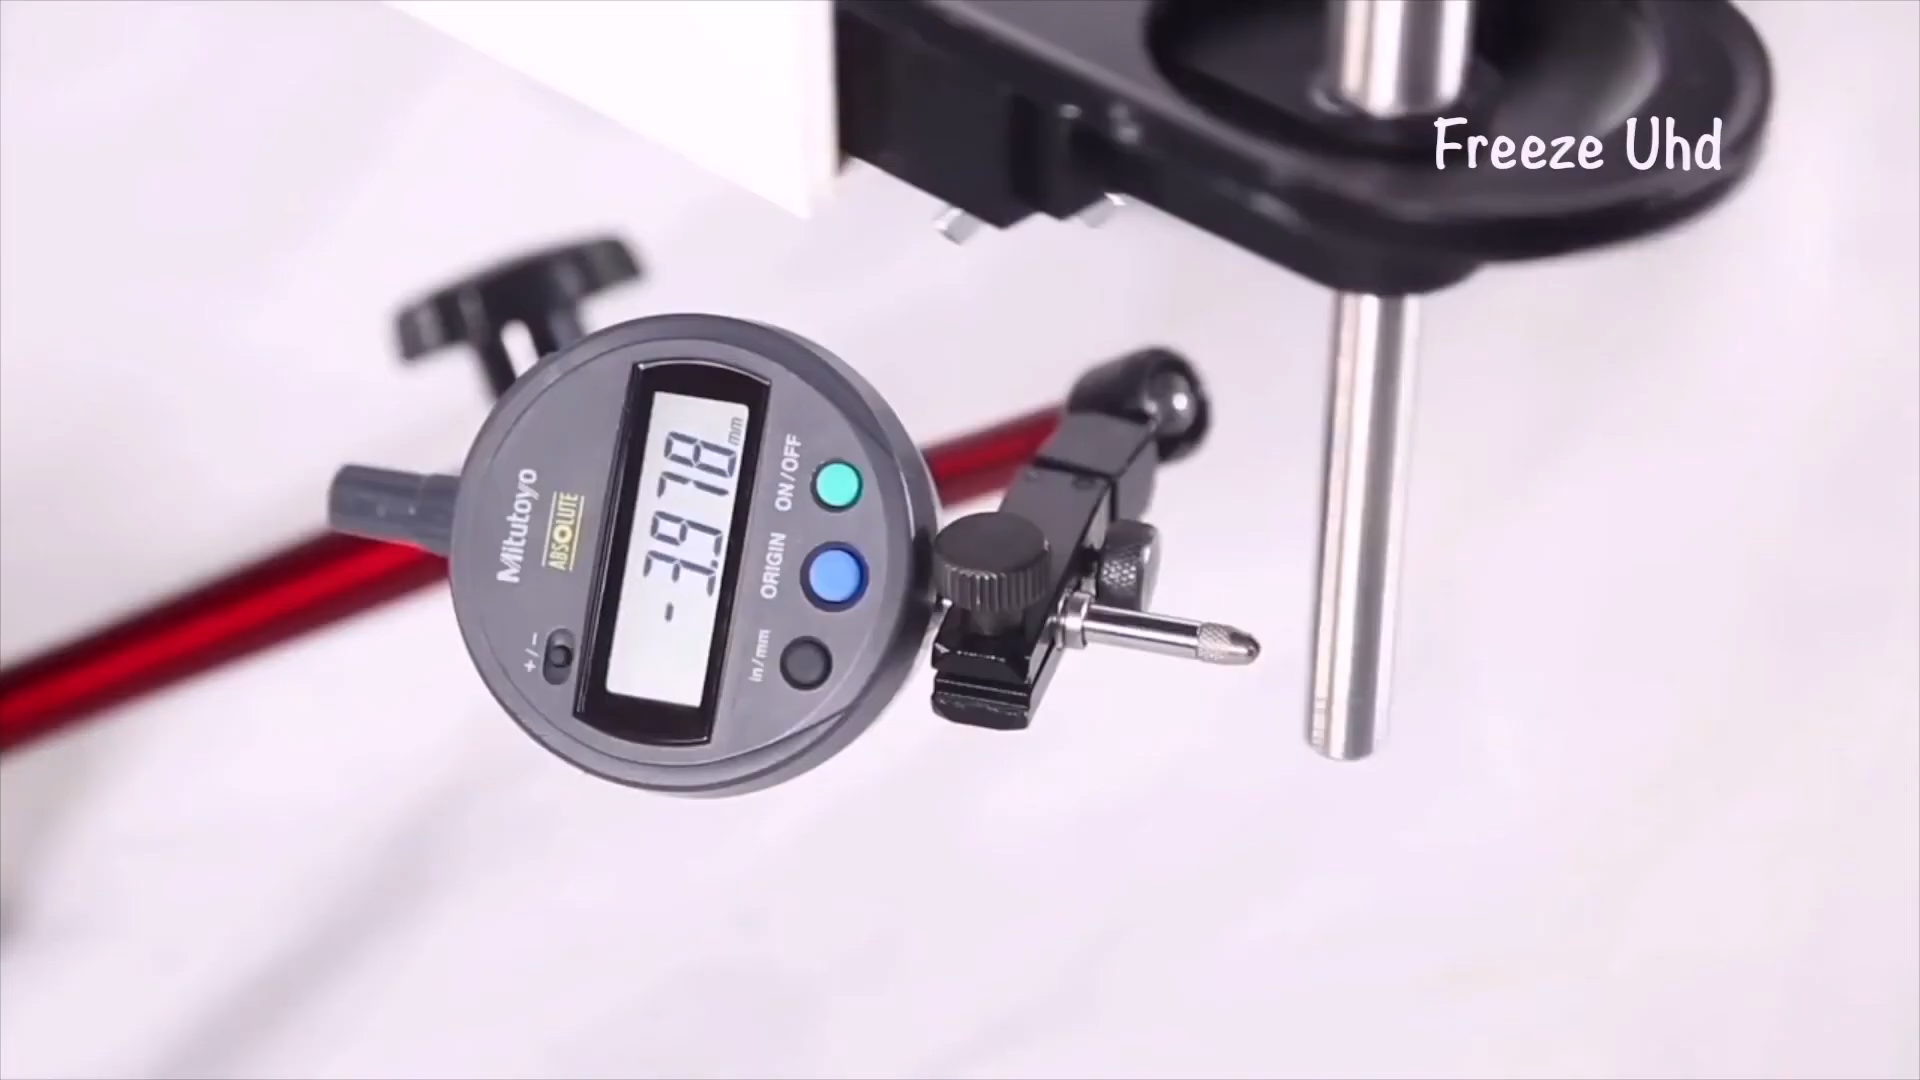 Freeze Uhd
Mitutoyo
ABSOLUTE
+/-
-3.978 mm
ON/OFF
ORIGIN
in/mm